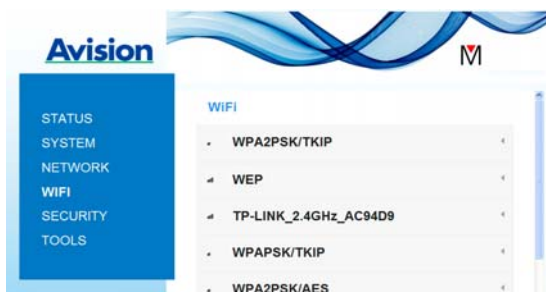 Avision
M
STATUS
SYSTEM
NETWORK
WIFI
SECURITY
TOOLS
WiFi
WPA2PSK/TKIP
WEP
TP-LINK_2.4GHz_AC94D9
WPAPSK/TKIP
WPA2PSK/AES